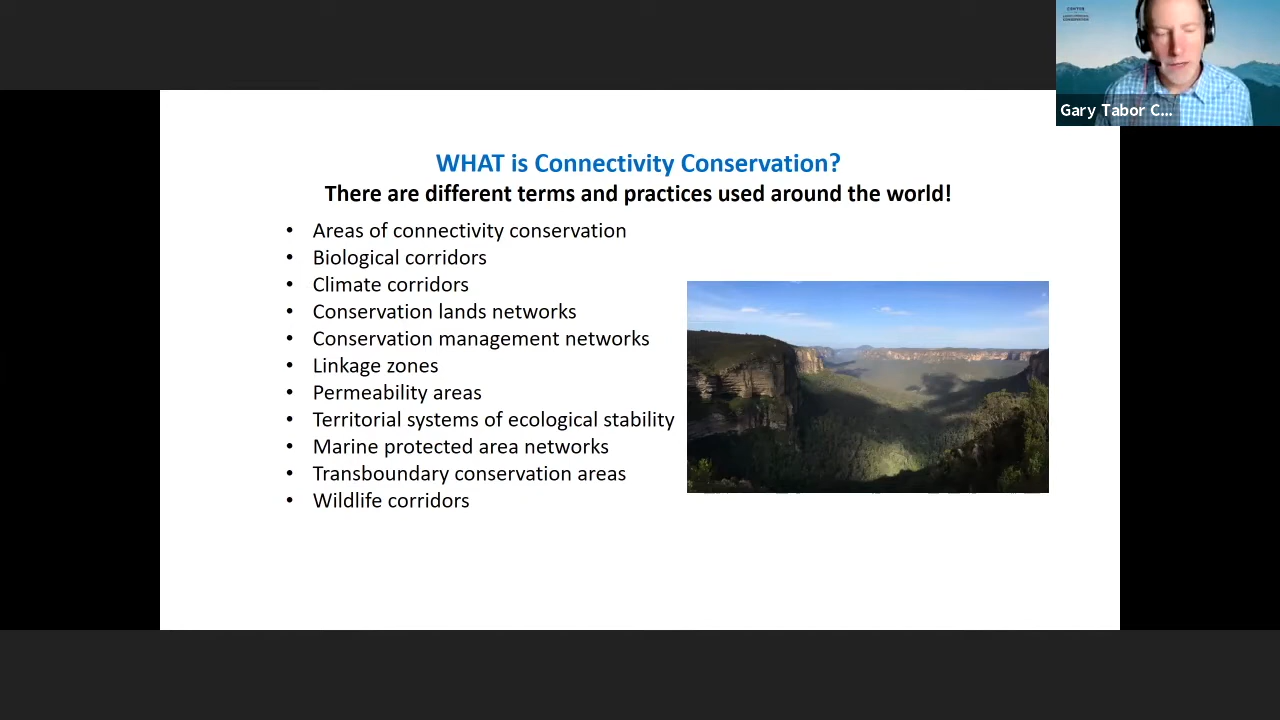 CENTER
CONSERVATION
Gary Tabor C...
WHAT is Connectivity Conservation?
There are different terms and practices used around the world!
• Areas of connectivity conservation
• Biological corridors
• Climate corridors
• Conservation lands networks
• Conservation management networks
• Linkage zones
• Permeability areas
• Territorial systems of ecological stability
• Marine protected area networks
• Transboundary conservation areas
• Wildlife corridors